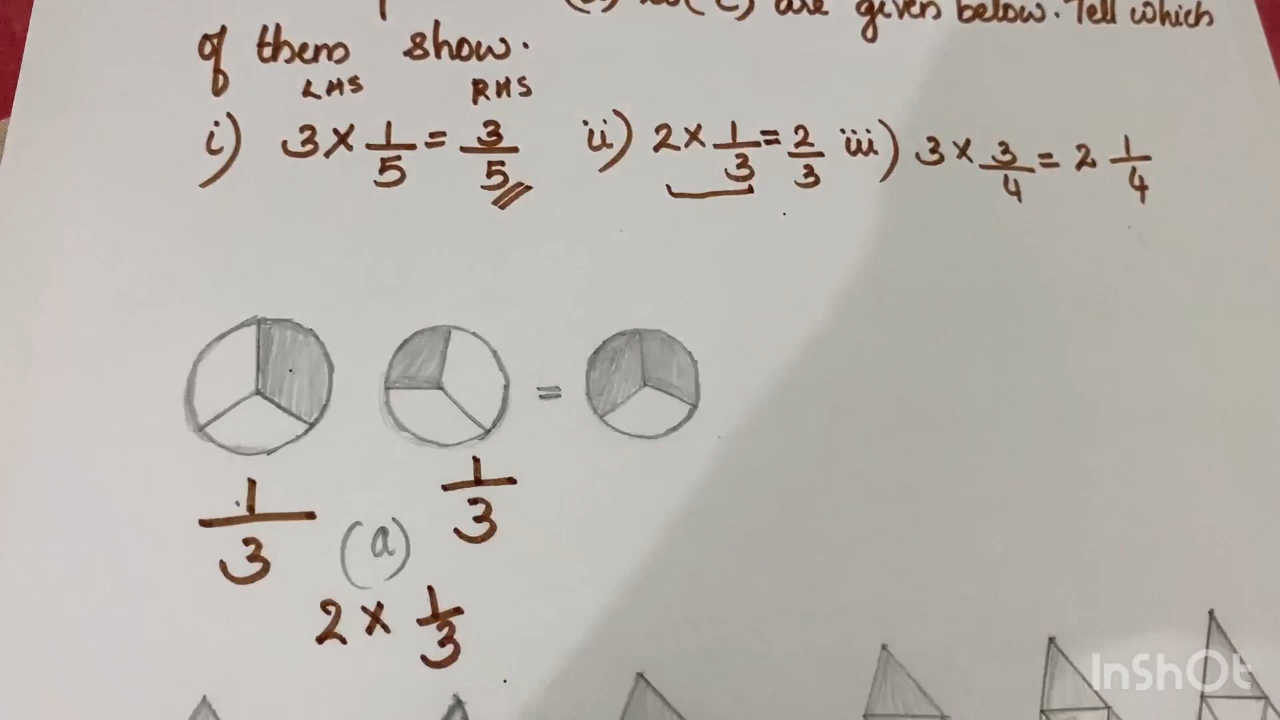 (a) to (c) are given below. Tell which
of them show.
LHS RHS
i) 3 × 1/5 = 3/5 ii) 2 × 1/3 = 2/3 iii) 3 × 3/4 = 2 1/4
=
1/3 1/3
(a)
2 × 1/3
InShOt